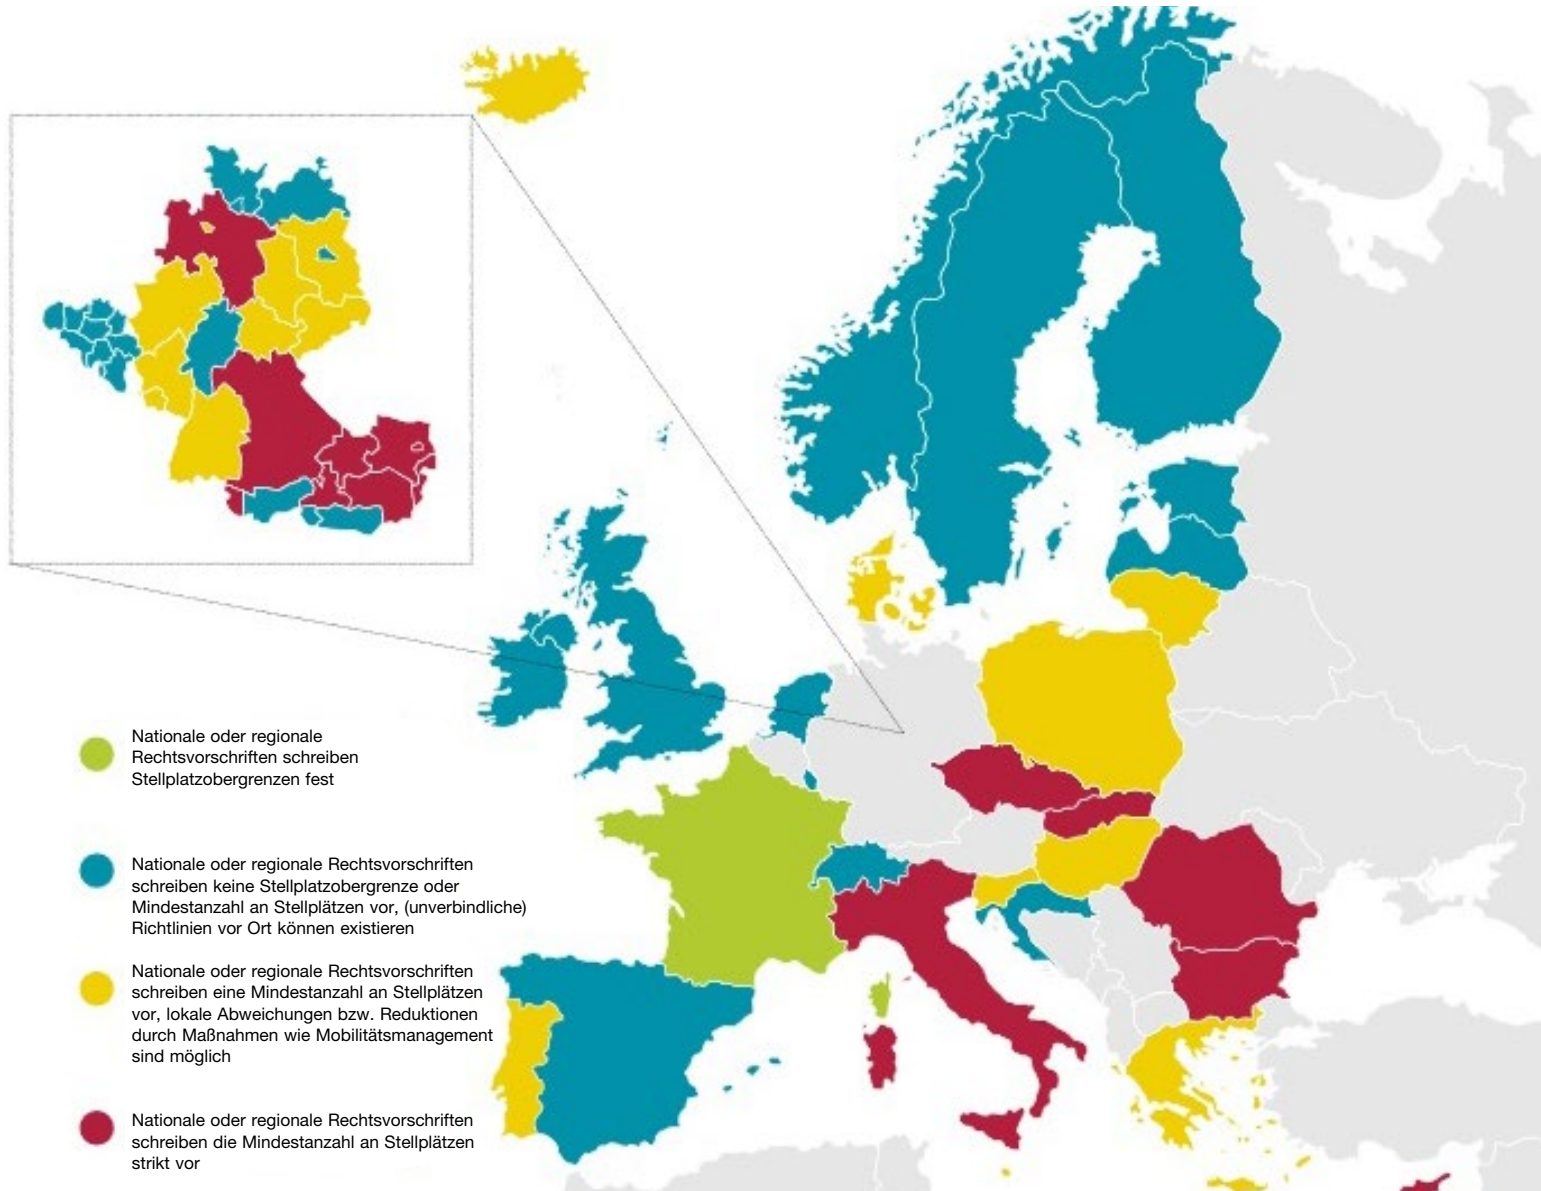 Nationale oder regionale
Rechtsvorschriften schreiben
Stellplatzobergrenzen fest
Nationale oder regionale Rechtsvorschriften
schreiben keine Stellplatzobergrenze oder
Mindestanzahl an Stellplätzen vor, (unverbindliche)
Richtlinien vor Ort können existieren
Nationale oder regionale Rechtsvorschriften
schreiben eine Mindestanzahl an Stellplätzen
vor, lokale Abweichungen bzw. Reduktionen
durch Maßnahmen wie Mobilitätsmanagement
sind möglich
Nationale oder regionale Rechtsvorschriften
schreiben die Mindestanzahl an Stellplätzen
strikt vor